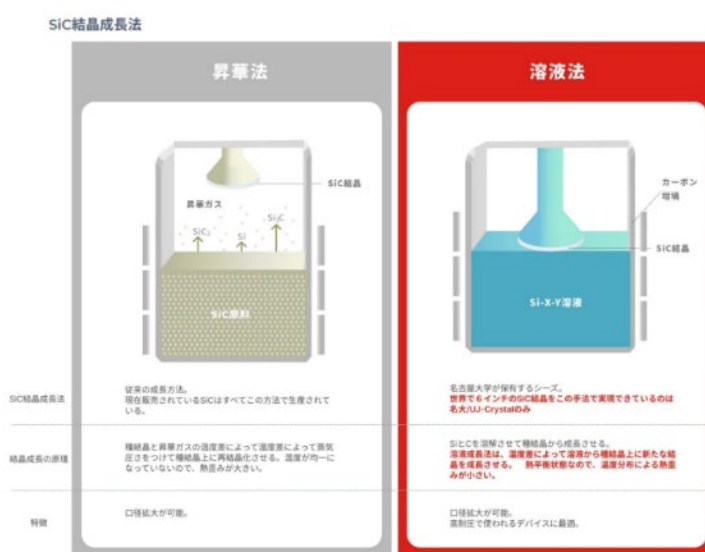 SiC結晶成長法
昇華法
SiC結晶
昇華ガス
SiC₂
Si
Si₂C
SiC原料
溶液法
カーボン
坩堝
SiC結晶
Si-X-Y溶液
SiC結晶成長法
従来の成長方法。
現在販売されているSiCはすべてこの方法で生産されて
いる。
名古屋大学が保有するシーズ。
世界で6インチのSiC結晶をこの手法で実現できているのは
名大/UJ-Crystalのみ
結晶成長の原理
種結晶と昇華ガスの温度差によって温度差によって蒸気
圧さをつけて種結晶上に再結晶化させる。温度が均一に
なっていないので、熱歪みが大きい。
SiとCを溶解させて種結晶から成長させる。
溶液成長法は、温度差によって溶液から種結晶上に新たな結
晶を成長させる。 熱平衡状態なので、温度分布による熱歪
みが小さい。
特徴
口径拡大が可能。
口径拡大が可能。
高耐圧で使われるデバイスに最適。